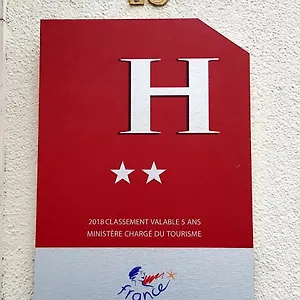 H
2018 CLASSEMENT VALABLE 5 ANS
MINISTÈRE CHARGÉ DU TOURISME
france